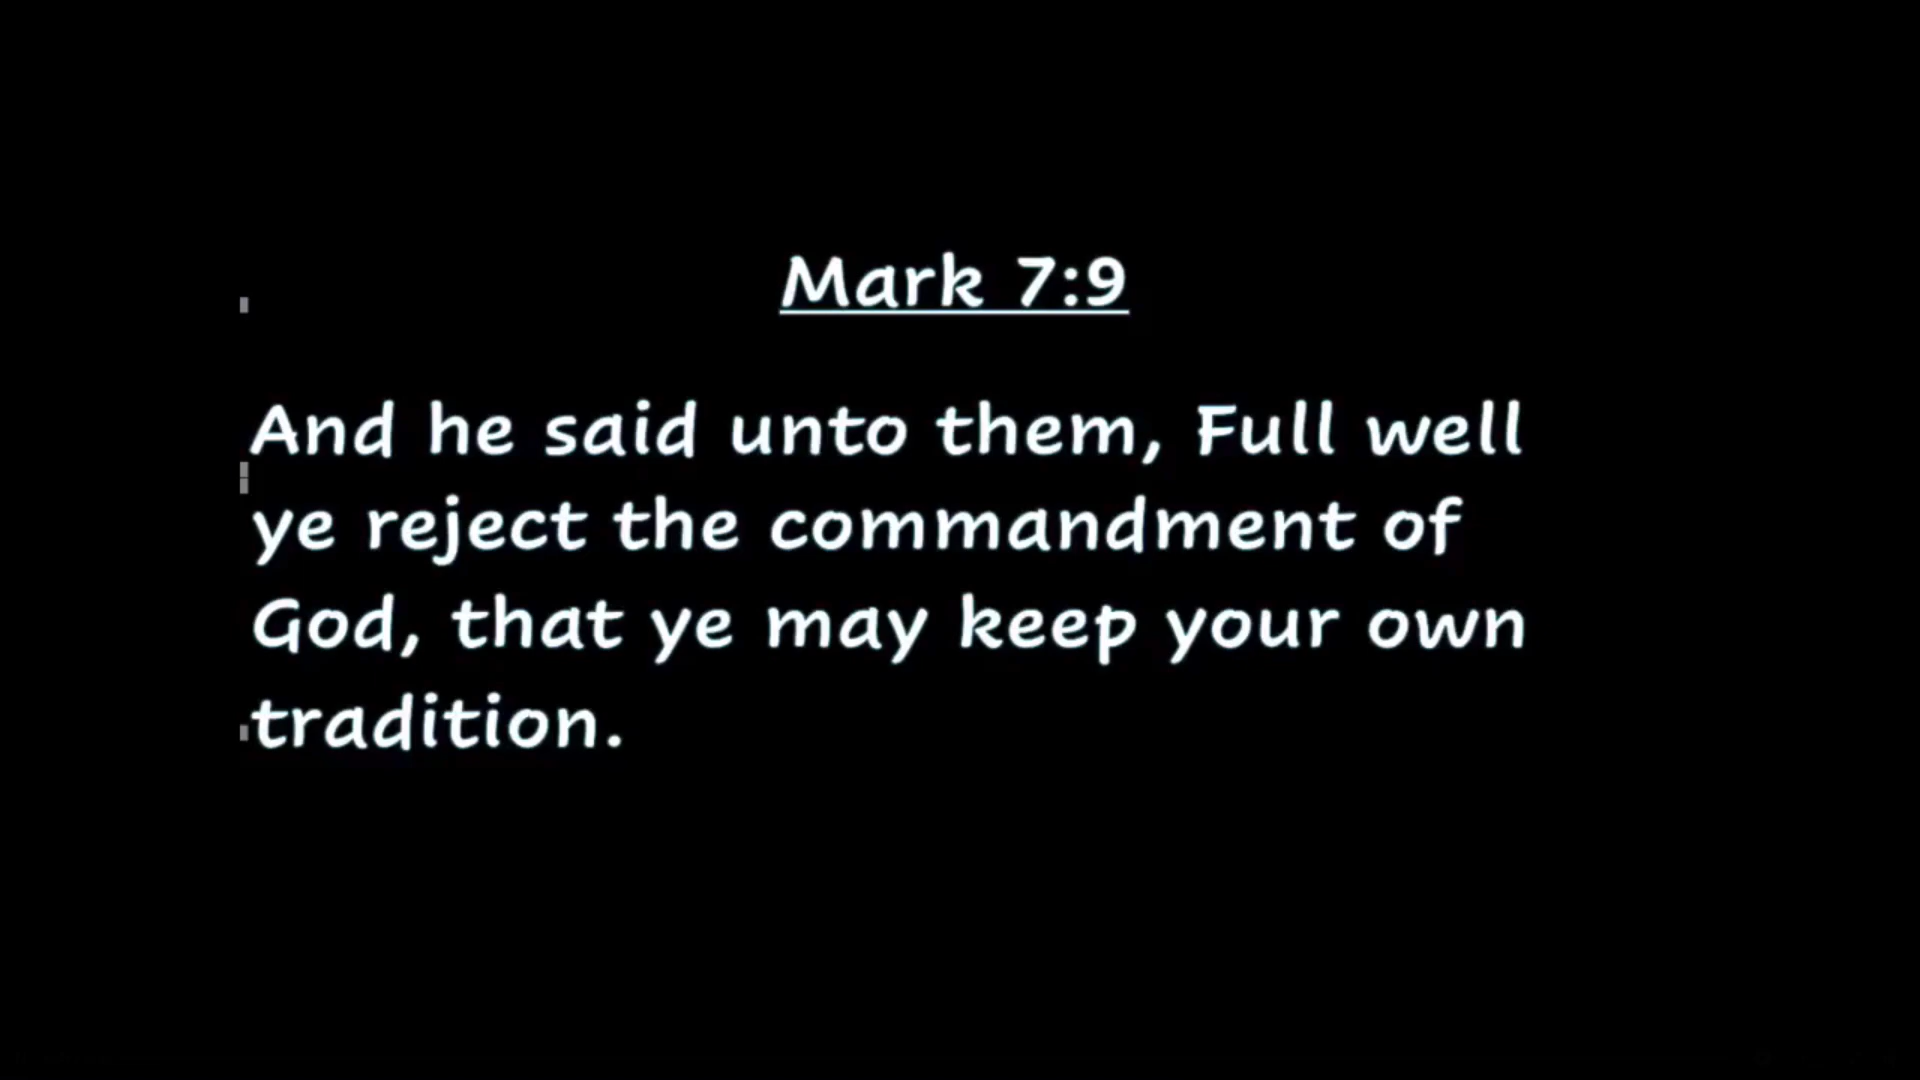 Mark 7:9
And he said unto them, Full well
ye reject the commandment of
God, that ye may keep your own
tradition.